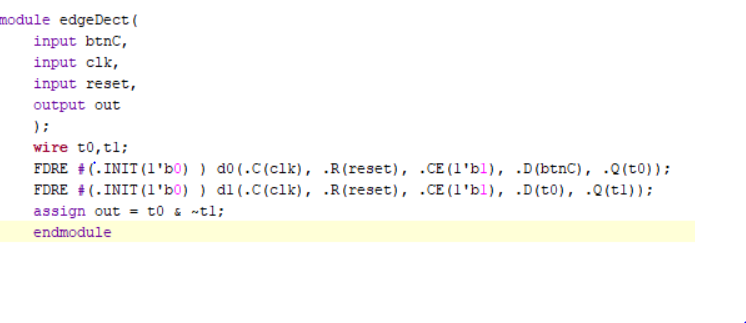 module edgeDect(
input btnC,
input clk,
input reset,
output out
);
wire t0,t1;
FDRE #(.INIT(1'b0) ) d0(.C(clk), .R(reset), .CE(1'b1), .D(btnC), .Q(t0));
FDRE #(.INIT(1'b0) ) d1(.C(clk), .R(reset), .CE(1'b1), .D(t0), .Q(t1));
assign out = t0 & ~t1;
endmodule